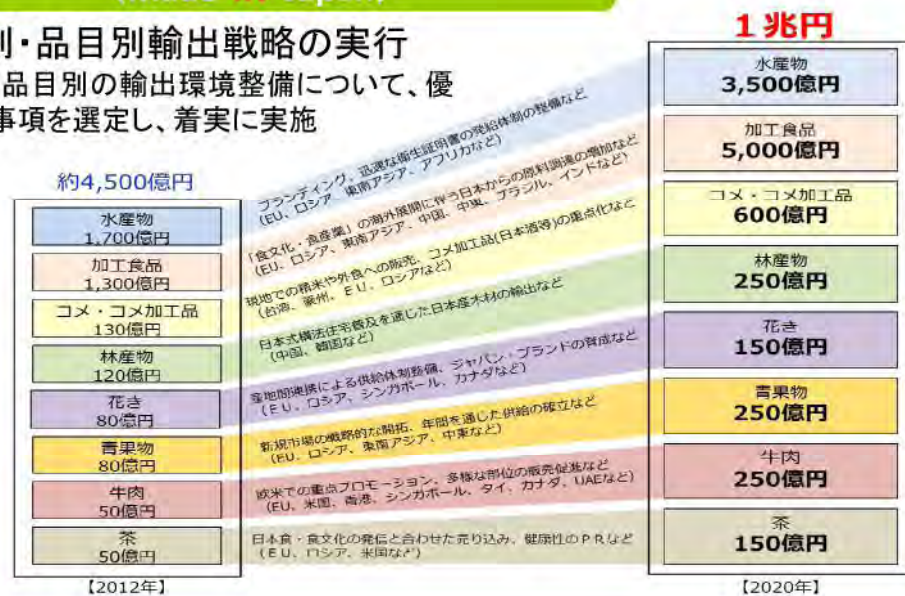 別・品目別輸出戦略の実行
品目別の輸出環境整備について、優
事項を選定し、着実に実施
約4,500億円
水産物
1,700億円
加工食品
1,300億円
コメ・コメ加工品
130億円
林産物
120億円
花き
80億円
青果物
80億円
牛肉
50億円
茶
50億円
【2012年】
ブランディング、迅速な衛生証明書の発給体制の整備など
(EU、ロシア、東南アジア、アフリカなど)
「食文化・食産業」の海外展開に伴う日本からの原料調達の増加など
(EU、ロシア、東南アジア、中国、中東、ブラジル、インドなど)
現地での精米や外食への販売、コメ加工品(日本酒等)の重点化など
(台湾、豪州、EU、ロシアなど)
日本式構法住宅普及を通じた日本産木材の輸出など
(中国、韓国など)
産地間連携による供給体制整備、ジャパン・ブランドの育成など
(EU、ロシア、シンガポール、カナダなど)
新規市場の戦略的な開拓、年間を通じた供給の確立など
(EU、ロシア、東南アジア、中東など)
欧米での重点プロモーション、多様な部位の販売促進など
(EU、米国、香港、シンガポール、タイ、カナダ、UAEなど)
日本食・食文化の発信と合わせた売り込み、健康性のPRなど
(EU、ロシア、米国など)
1兆円
水産物
3,500億円
加工食品
5,000億円
コメ・コメ加工品
600億円
林産物
250億円
花き
150億円
青果物
250億円
牛肉
250億円
茶
150億円
【2020年】